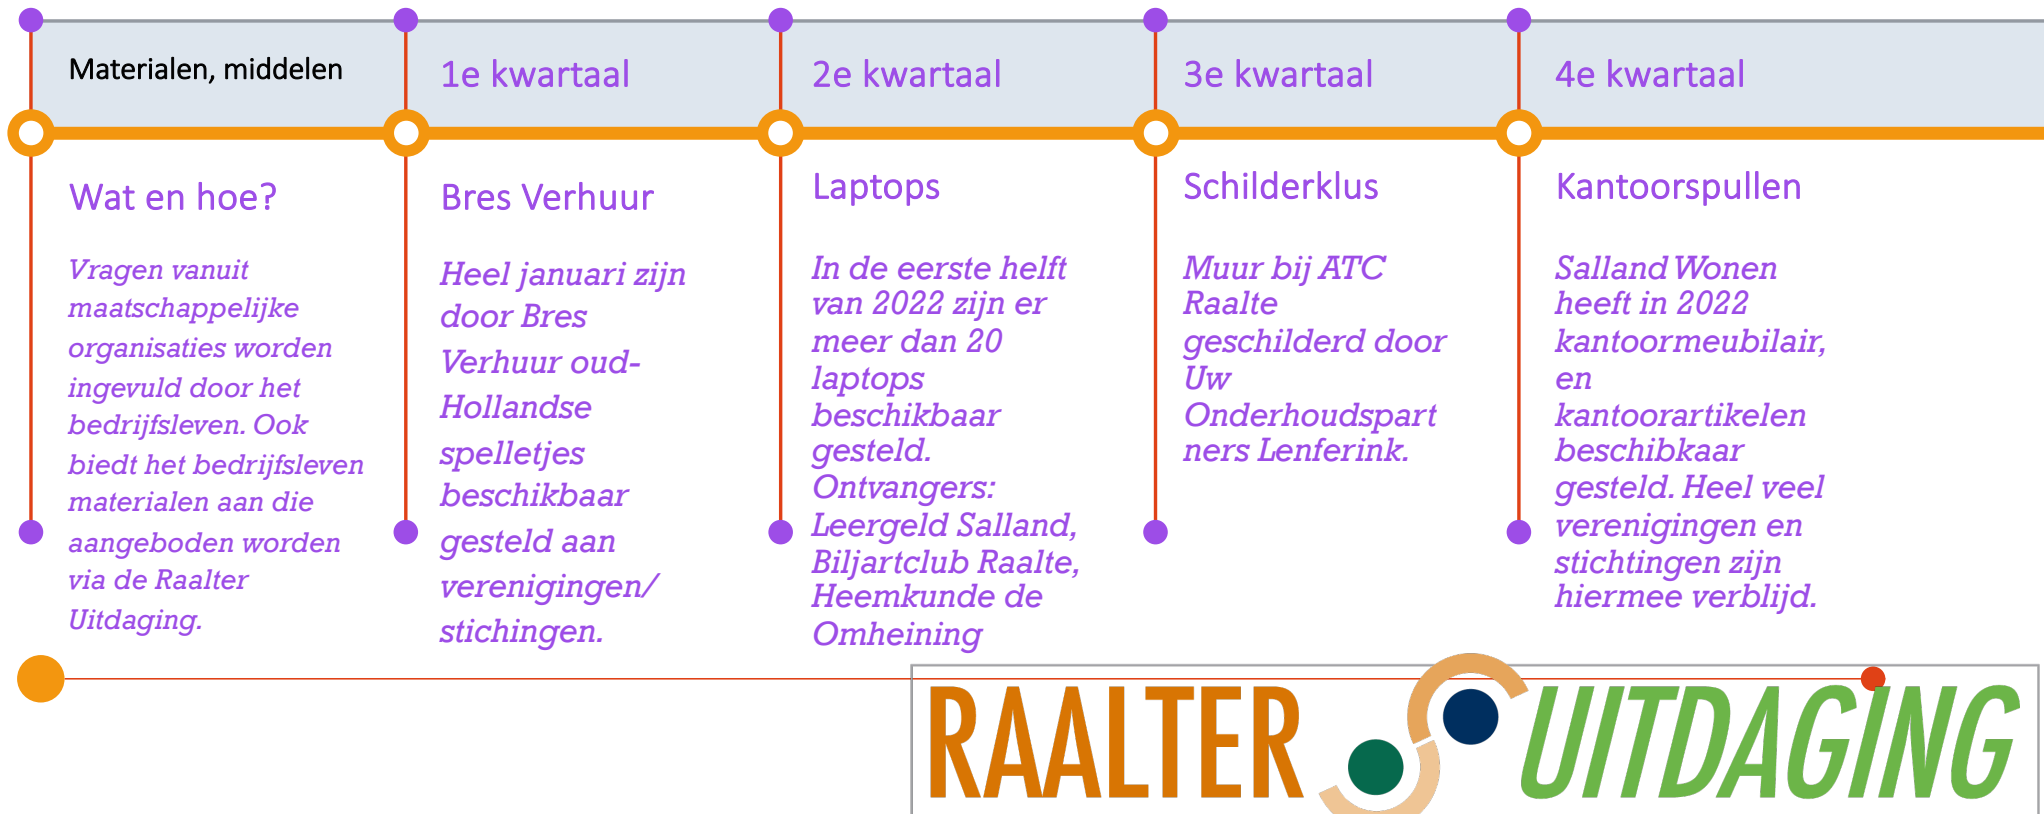 Materialen, middelen
1e kwartaal
2e kwartaal
3e kwartaal
4e kwartaal
Wat en hoe?
Vragen vanuit
maatschappelijke
organisaties worden
ingevuld door het
bedrijfsleven. Ook
biedt het bedrijfsleven
materialen aan die
aangeboden worden
via de Raalter
Uitdaging.
Bres Verhuur
Heel januari zijn
door Bres
Verhuur oud-
Hollandse
spelletjes
beschikbaar
gesteld aan
verenigingen/
stichingen.
Laptops
In de eerste helft
van 2022 zijn er
meer dan 20
laptops
beschikbaar
gesteld.
Ontvangers:
Leergeld Salland,
Biljartclub Raalte,
Heemkunde de
Omheining
Schilderklus
Muur bij ATC
Raalte
geschilderd door
Uw
Onderhoudspart
ners Lenferink.
Kantoorspullen
Salland Wonen
heeft in 2022
kantoormeubilair,
en
kantoorartikelen
beschibkaar
gesteld. Heel veel
verenigingen en
stichtingen zijn
hiermee verblijd.
RAALTER UITDAGING